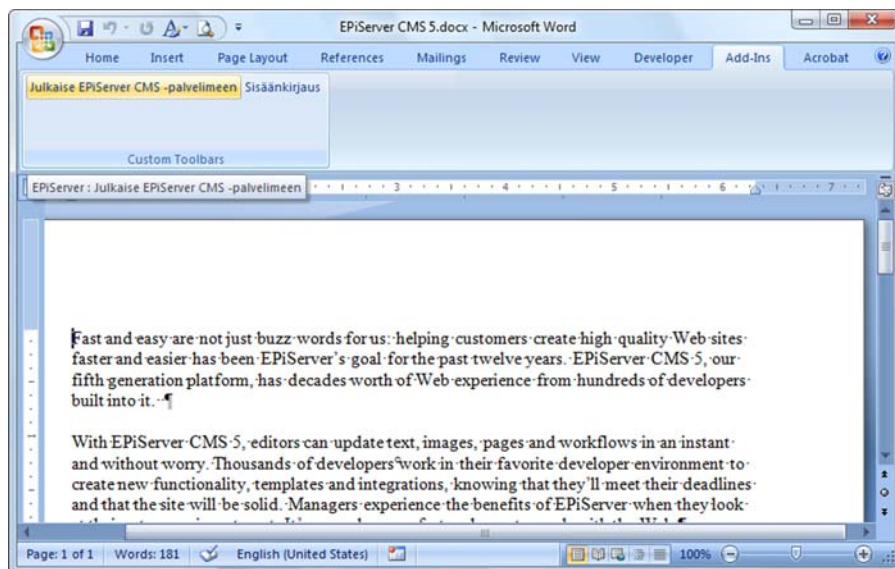 EPiServer CMS 5.docx - Microsoft Word
Home Insert Page Layout References Mailings Review View Developer Add-Ins Acrobat
Julkaise EPiServer CMS -palvelimeen Sisäänkirjaus
Custom Toolbars
EPiServer : Julkaise EPiServer CMS -palvelimeen
3 4 5 6 7
Fast and easy are not just buzz words for us: helping customers create high quality Web sites
faster and easier has been EPiServer's goal for the past twelve years. EPiServer CMS 5, our
fifth generation platform, has decades worth of Web experience from hundreds of developers
built into it. ¶
With EPiServer CMS 5, editors can update text, images, pages and workflows in an instant
and without worry. Thousands of developers work in their favorite developer environment to
create new functionality, templates and integrations, knowing that they'll meet their deadlines
and that the site will be solid. Managers experience the benefits of EPiServer when they look
Page: 1 of 1 Words: 181 English (United States) 100%